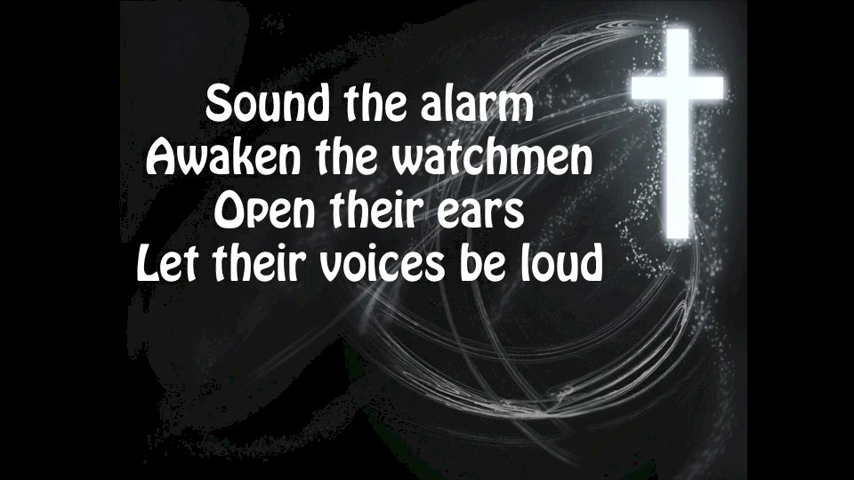 Sound the alarm
Awaken the watchmen
Open their ears
Let their voices be loud